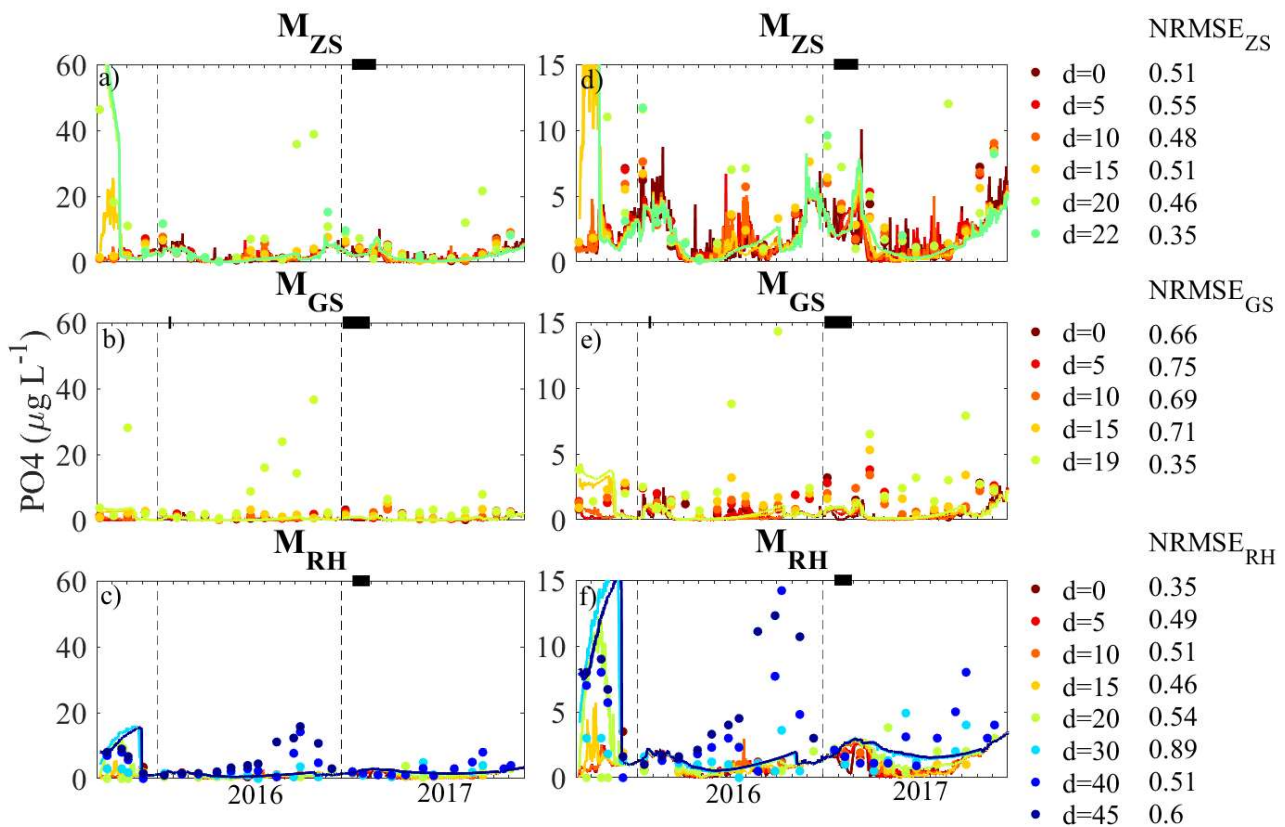 M_ZS
M_ZS
NRMSE_ZS
a)
d)
60
40
20
0
15
10
5
0
d=0 0.51
d=5 0.55
d=10 0.48
d=15 0.51
d=20 0.46
d=22 0.35
M_GS
M_GS
NRMSE_GS
b)
e)
PO4 (μg L⁻¹)
60
40
20
0
15
10
5
0
d=0 0.66
d=5 0.75
d=10 0.69
d=15 0.71
d=19 0.35
M_RH
M_RH
NRMSE_RH
c)
f)
60
40
20
0
15
10
5
0
d=0 0.35
d=5 0.49
d=10 0.51
d=15 0.46
d=20 0.54
d=30 0.89
d=40 0.51
d=45 0.6
2016 2017
2016 2017